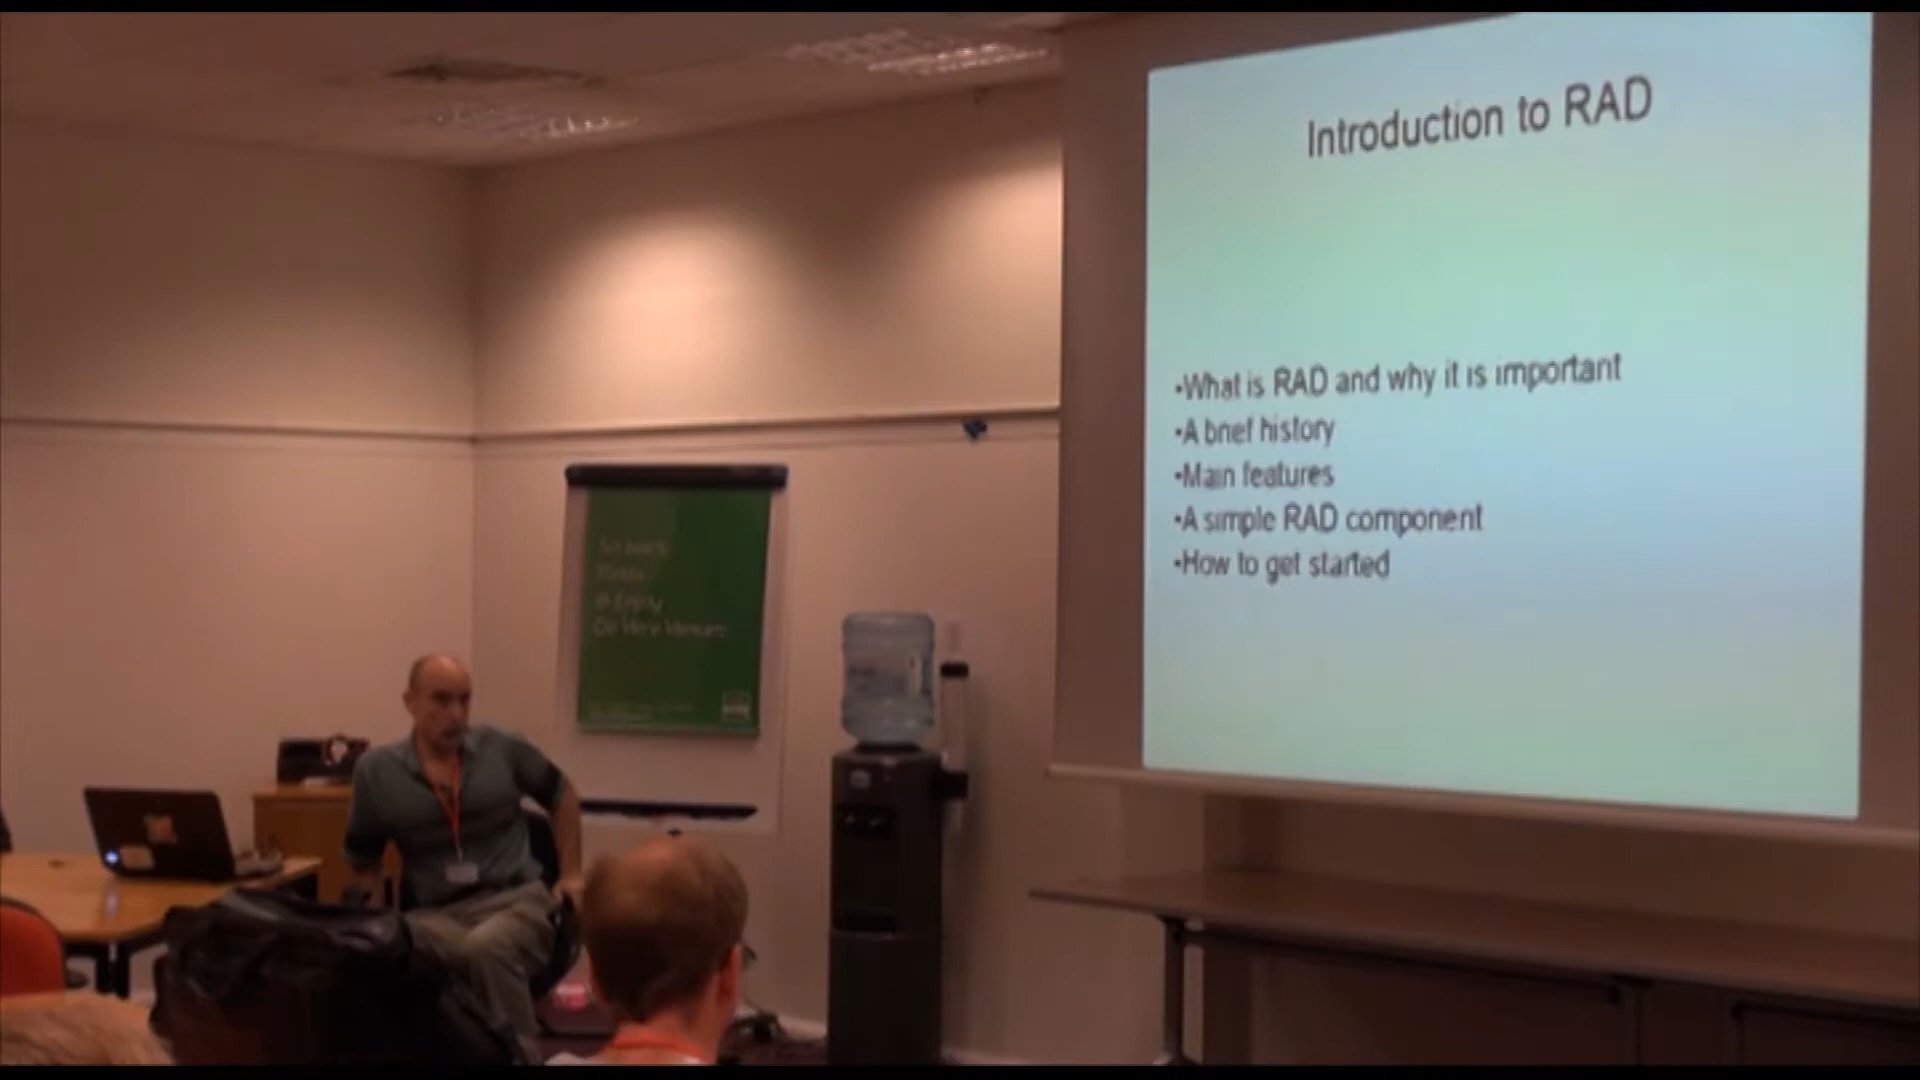 Introduction to RAD
•What is RAD and why it is important
•A brief history
•Main features
•A simple RAD component
•How to get started
& Enjoy